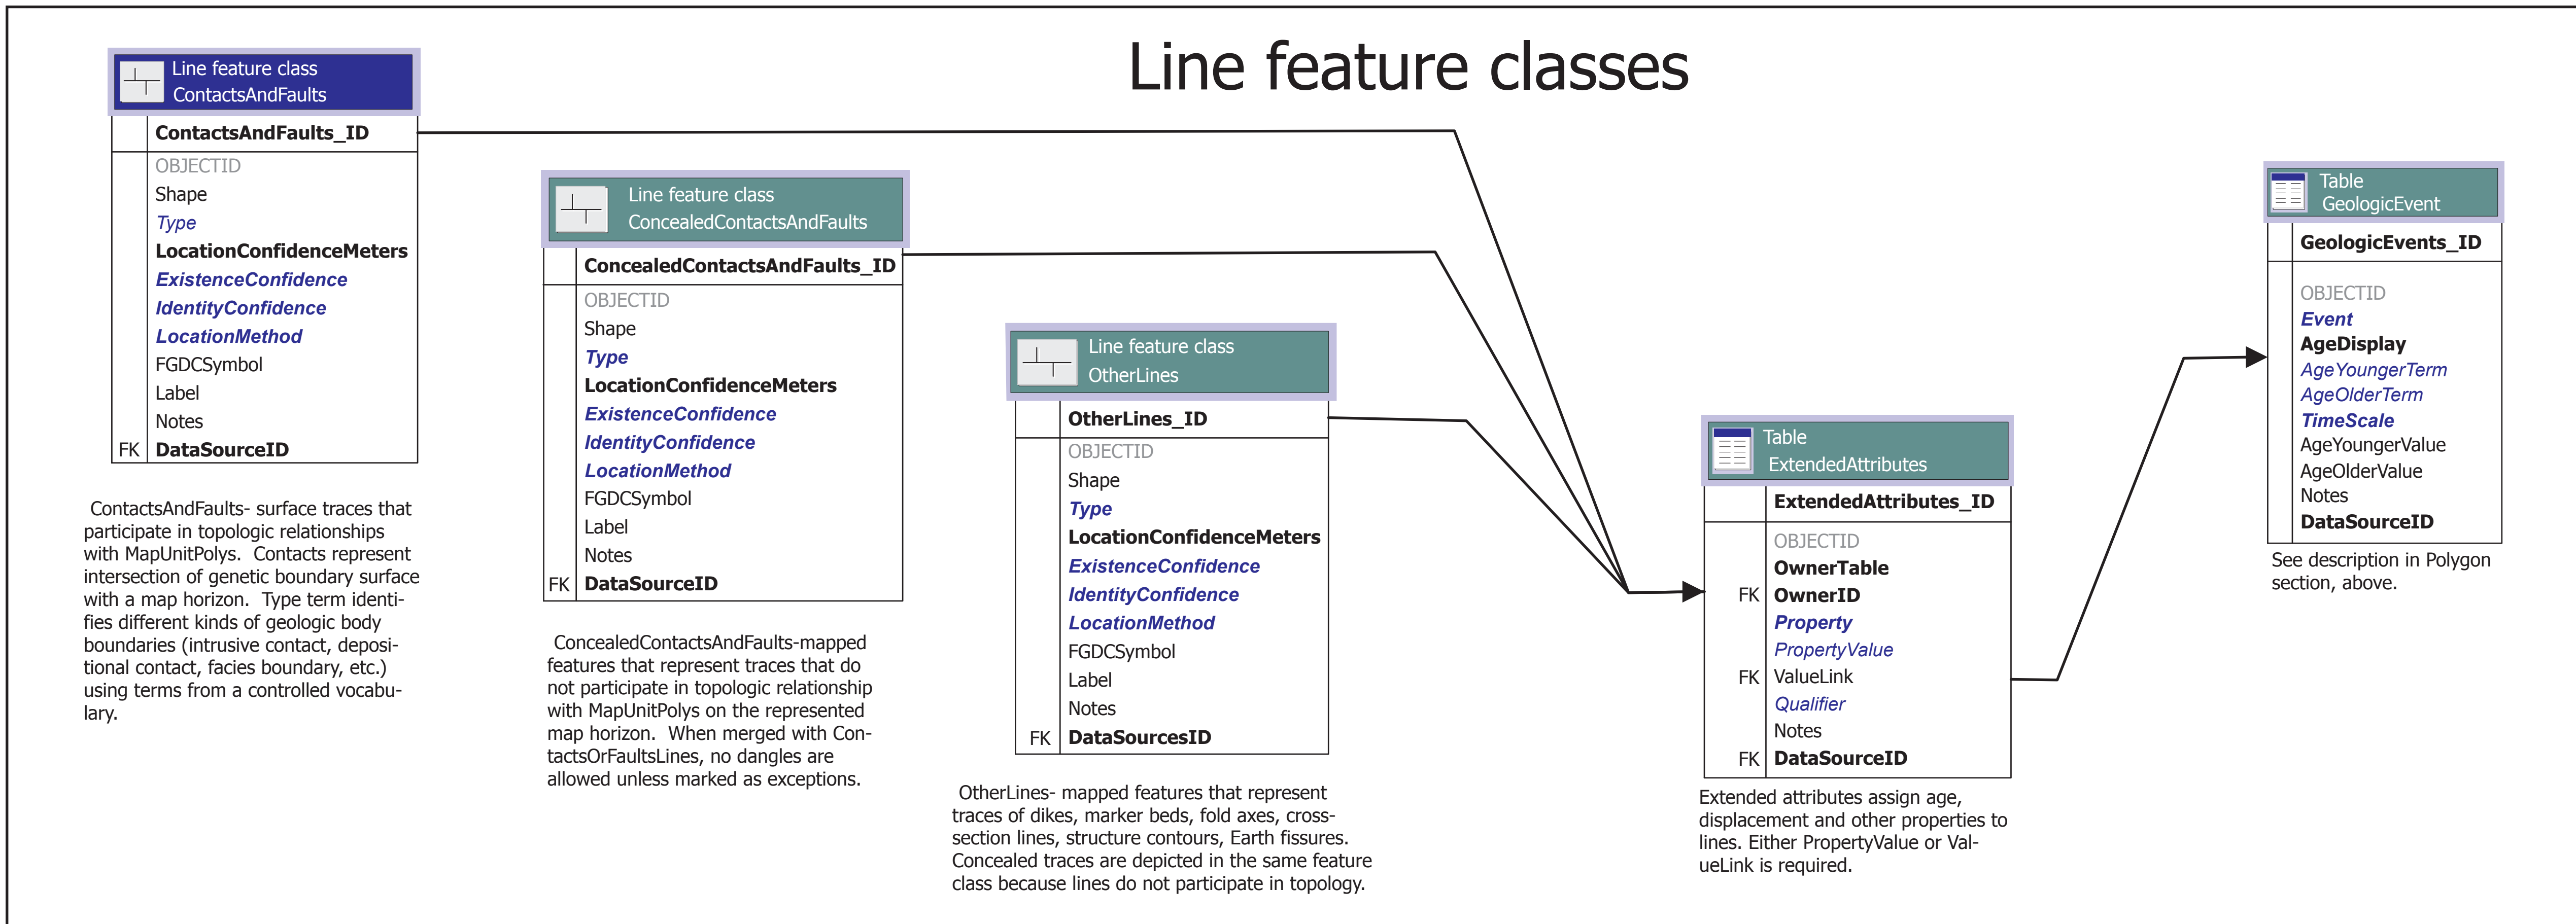 Line feature classes
Line feature class
ContactsAndFaults
ContactsAndFaults_ID
OBJECTID
Shape
Type
LocationConfidenceMeters
ExistenceConfidence
IdentityConfidence
LocationMethod
FGDCSymbol
Label
Notes
FK DataSourceID
ContactsAndFaults- surface traces that
participate in topologic relationships
with MapUnitPolys.  Contacts represent
intersection of genetic boundary surface
with a map horizon.  Type term identi-
fies different kinds of geologic body
boundaries (intrusive contact, deposi-
tional contact, facies boundary, etc.)
using terms from a controlled vocabu-
lary.
Line feature class
ConcealedContactsAndFaults
ConcealedContactsAndFaults_ID
OBJECTID
Shape
Type
LocationConfidenceMeters
ExistenceConfidence
IdentityConfidence
LocationMethod
FGDCSymbol
Label
Notes
FK DataSourceID
ConcealedContactsAndFaults-mapped
features that represent traces that do
not participate in topologic relationship
with MapUnitPolys on the represented
map horizon.  When merged with Con-
tactsOrFaultsLines, no dangles are
allowed unless marked as exceptions.
Line feature class
OtherLines
OtherLines_ID
OBJECTID
Shape
Type
LocationConfidenceMeters
ExistenceConfidence
IdentityConfidence
LocationMethod
FGDCSymbol
Label
Notes
FK DataSourcesID
OtherLines- mapped features that represent
traces of dikes, marker beds, fold axes, cross-
section lines, structure contours, Earth fissures.
Concealed traces are depicted in the same feature
class because lines do not participate in topology.
Table
ExtendedAttributes
ExtendedAttributes_ID
OBJECTID
OwnerTable
FK OwnerID
Property
PropertyValue
FK ValueLink
Qualifier
Notes
FK DataSourceID
Extended attributes assign age,
displacement and other properties to
lines. Either PropertyValue or Val-
ueLink is required.
Table
GeologicEvent
GeologicEvents_ID
OBJECTID
Event
AgeDisplay
AgeYoungerTerm
AgeOlderTerm
TimeScale
AgeYoungerValue
AgeOlderValue
Notes
DataSourceID
See description in Polygon
section, above.